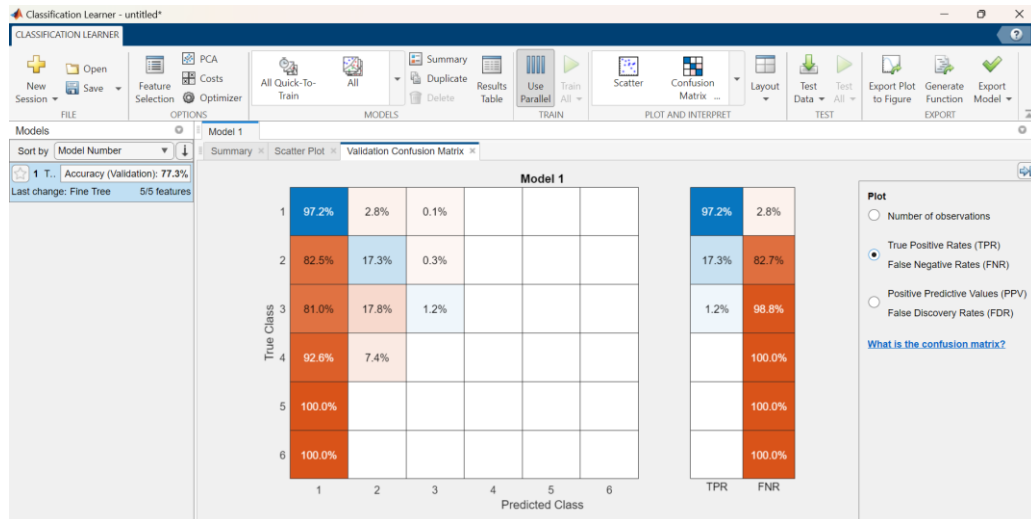 Classification Learner - untitled*
CLASSIFICATION LEARNER
New Session
Open
Save
FILE
Feature Selection
PCA
Costs
Optimizer
OPTIONS
All Quick-To-Train
All
Summary
Duplicate
Delete
Results Table
MODELS
Use Parallel
Train All
TRAIN
Scatter
Confusion Matrix ...
Layout
PLOT AND INTERPRET
Test Data
Test All
TEST
Export Plot to Figure
Generate Function
Export Model
EXPORT
Models
Sort by Model Number
1 T.. Accuracy (Validation): 77.3%
Last change: Fine Tree 5/5 features
Model 1
Summary Scatter Plot Validation Confusion Matrix
Model 1
1 97.2% 2.8% 0.1% 97.2% 2.8%
2 82.5% 17.3% 0.3% 17.3% 82.7%
3 81.0% 17.8% 1.2% 1.2% 98.8%
4 92.6% 7.4% 100.0%
5 100.0% 100.0%
6 100.0% 100.0%
True Class
1 2 3 4 5 6 TPR FNR
Predicted Class
Plot
Number of observations
True Positive Rates (TPR)
False Negative Rates (FNR)
Positive Predictive Values (PPV)
False Discovery Rates (FDR)
What is the confusion matrix?